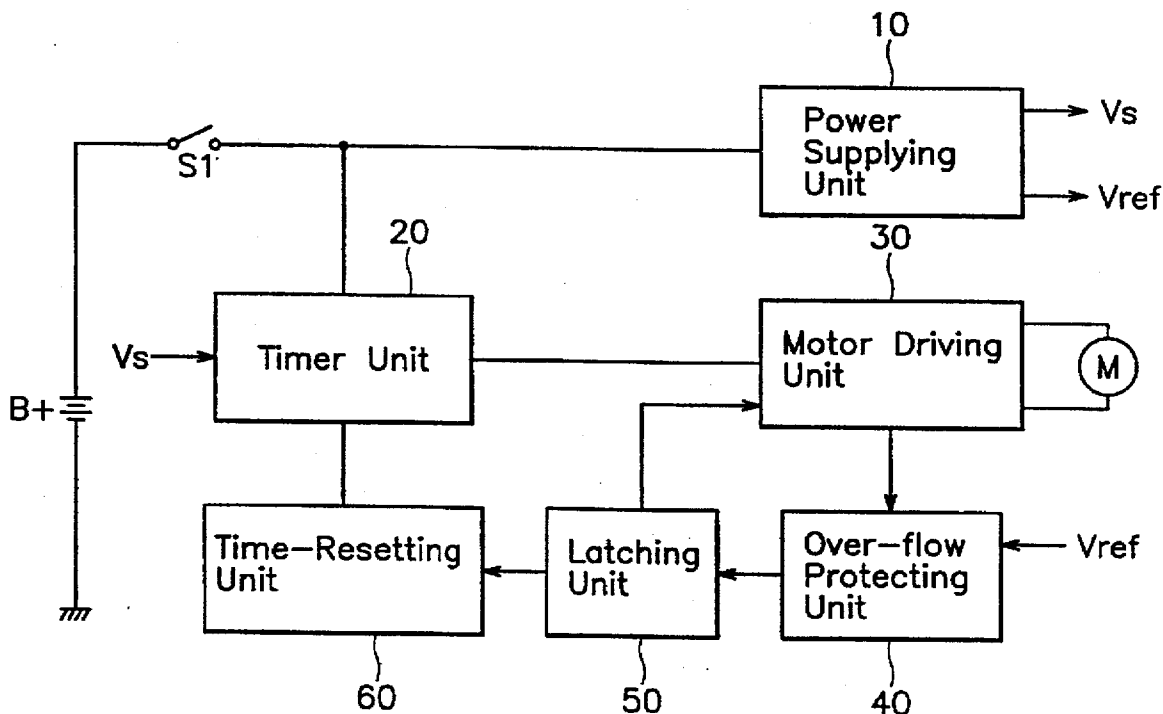 10
Power
Supplying
Unit
Vs
Vref
S1
20
30
Vs
Timer Unit
Motor Driving
Unit
M
B+
Time-Resetting
Unit
Latching
Unit
Over-flow
Protecting
Unit
Vref
60
50
40